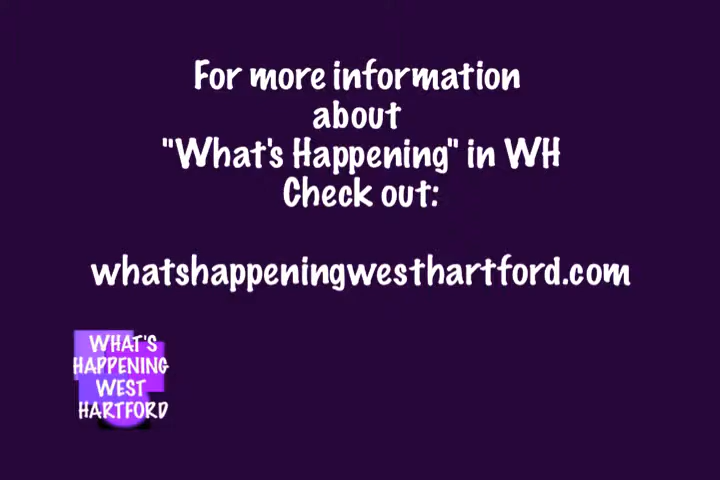 For more information
about
"What's Happening" in WH
Check out:
whatshappeningwesthartford.com
WHAT'S
HAPPENING
WEST
HARTFORD